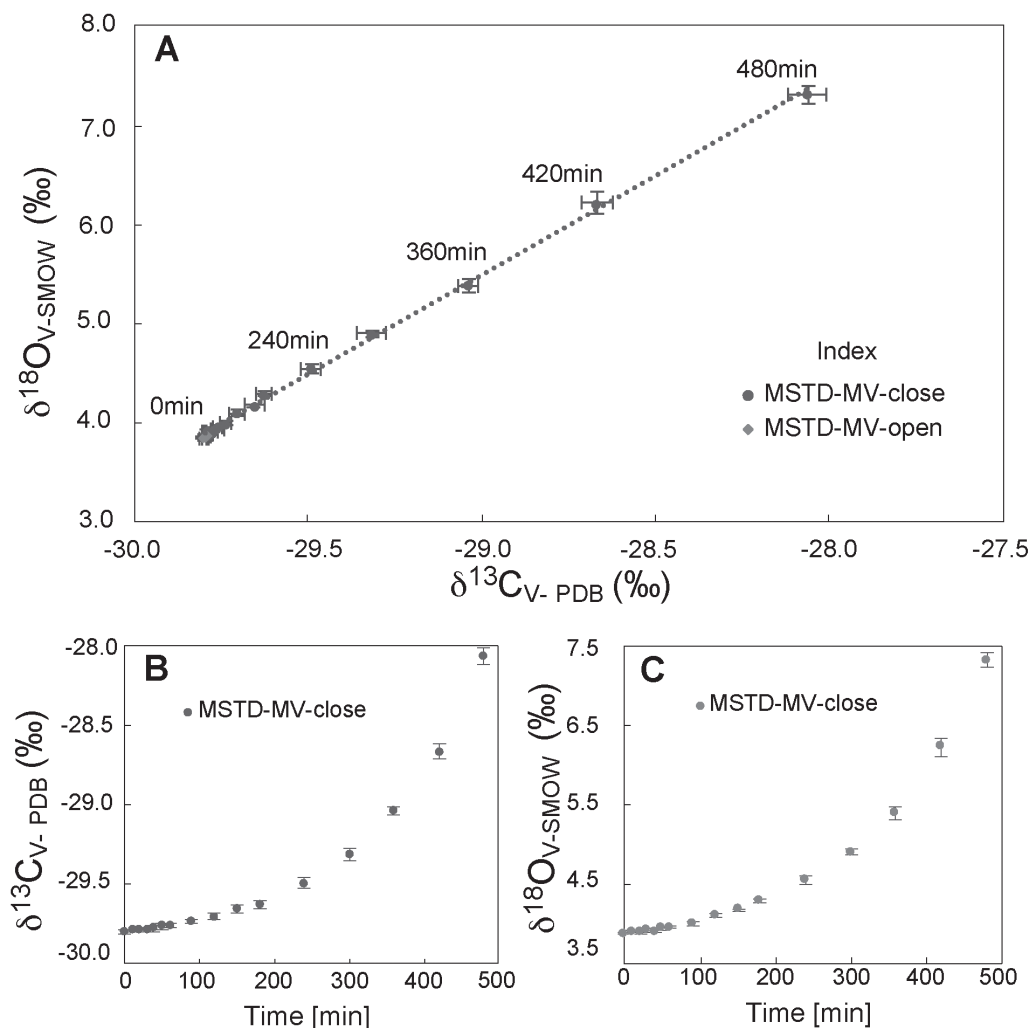 A
8.0
7.0
6.0
5.0
4.0
3.0
δ18OV-SMOW (‰)
480min
420min
360min
240min
0min
Index
MSTD-MV-close
MSTD-MV-open
-30.0 -29.5 -29.0 -28.5 -28.0 -27.5
δ13CV- PDB (‰)
B
-28.0
-28.5
-29.0
-29.5
-30.0
δ13CV- PDB (‰)
MSTD-MV-close
0 100 200 300 400 500
Time [min]
C
7.5
6.5
5.5
4.5
3.5
δ18OV-SMOW (‰)
MSTD-MV-close
0 100 200 300 400 500
Time [min]